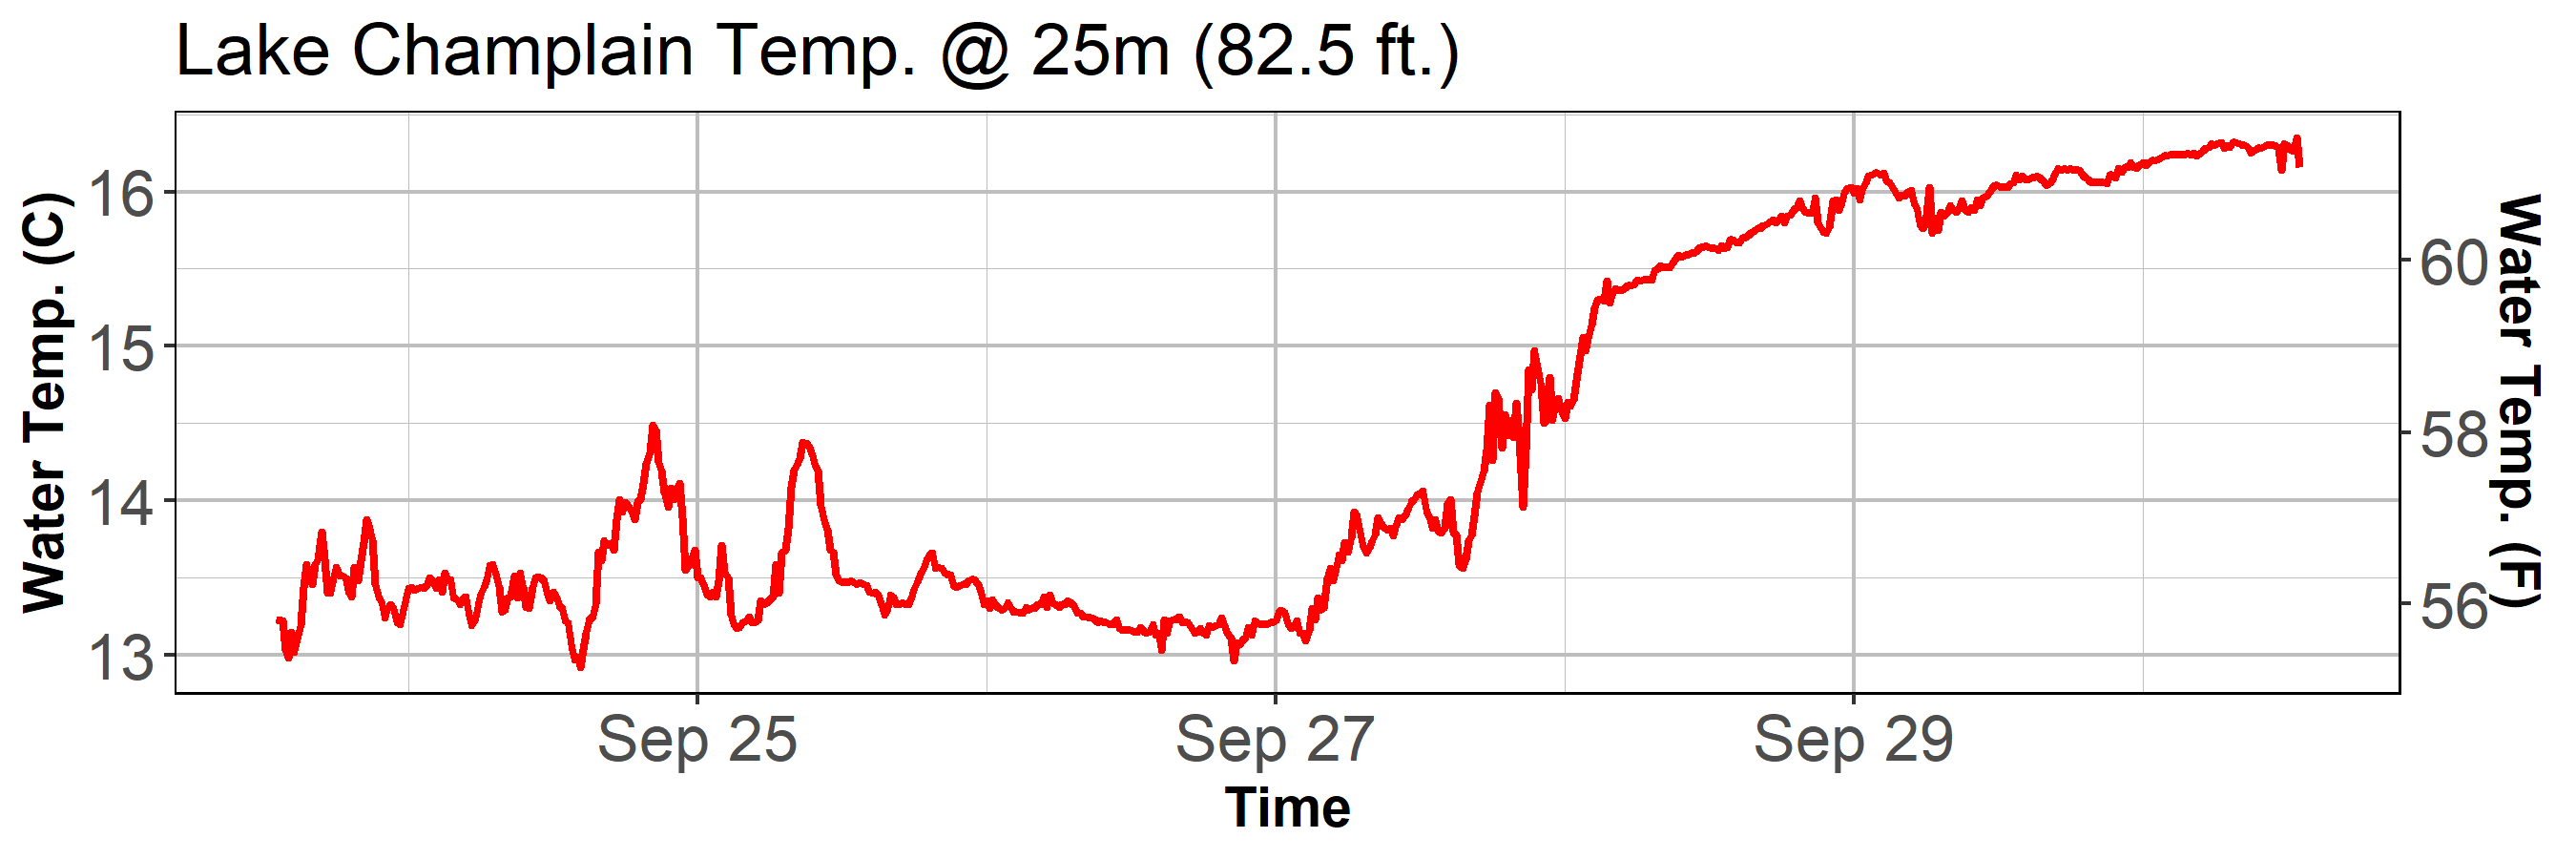 Lake Champlain Temp. @ 25m (82.5 ft.)
Water Temp. (C)
16
15
14
13
60
58
56
Water Temp. (F)
Sep 25
Sep 27
Sep 29
Time